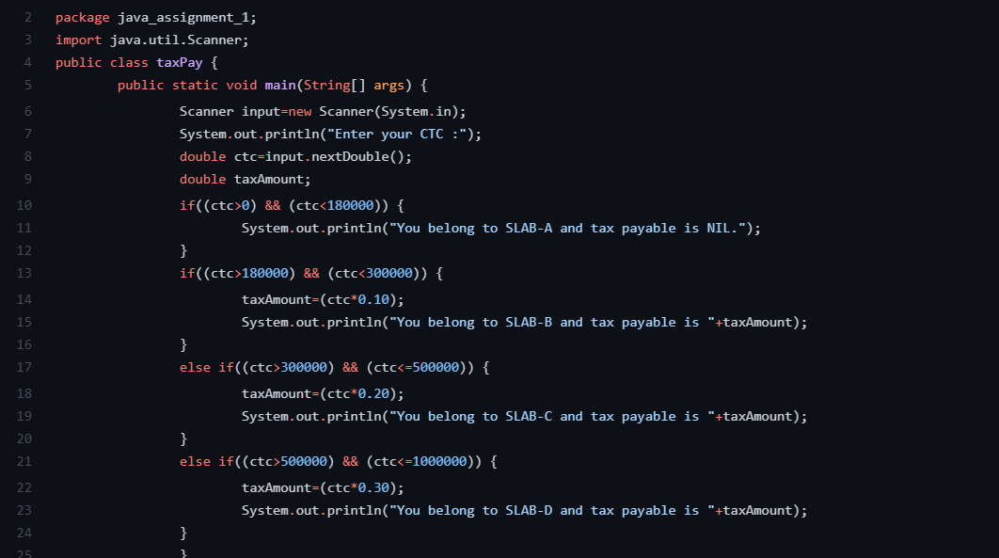 2 package java_assignment_1;
3 import java.util.Scanner;
4 public class taxPay {
5 public static void main(String[] args) {
6 Scanner input=new Scanner(System.in);
7 System.out.println("Enter your CTC :");
8 double ctc=input.nextDouble();
9 double taxAmount;
10 if((ctc>0) && (ctc<180000)) {
11 System.out.println("You belong to SLAB-A and tax payable is NIL.");
12 }
13 if((ctc>180000) && (ctc<300000)) {
14 taxAmount=(ctc*0.10);
15 System.out.println("You belong to SLAB-B and tax payable is "+taxAmount);
16 }
17 else if((ctc>300000) && (ctc<=500000)) {
18 taxAmount=(ctc*0.20);
19 System.out.println("You belong to SLAB-C and tax payable is "+taxAmount);
20 }
21 else if((ctc>500000) && (ctc<=1000000)) {
22 taxAmount=(ctc*0.30);
23 System.out.println("You belong to SLAB-D and tax payable is "+taxAmount);
24 }
25 }